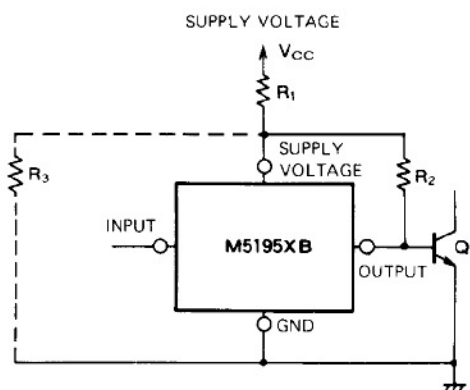 SUPPLY VOLTAGE
VCC
R1
SUPPLY
VOLTAGE
R3
R2
INPUT
M5195XB
Q
OUTPUT
GND